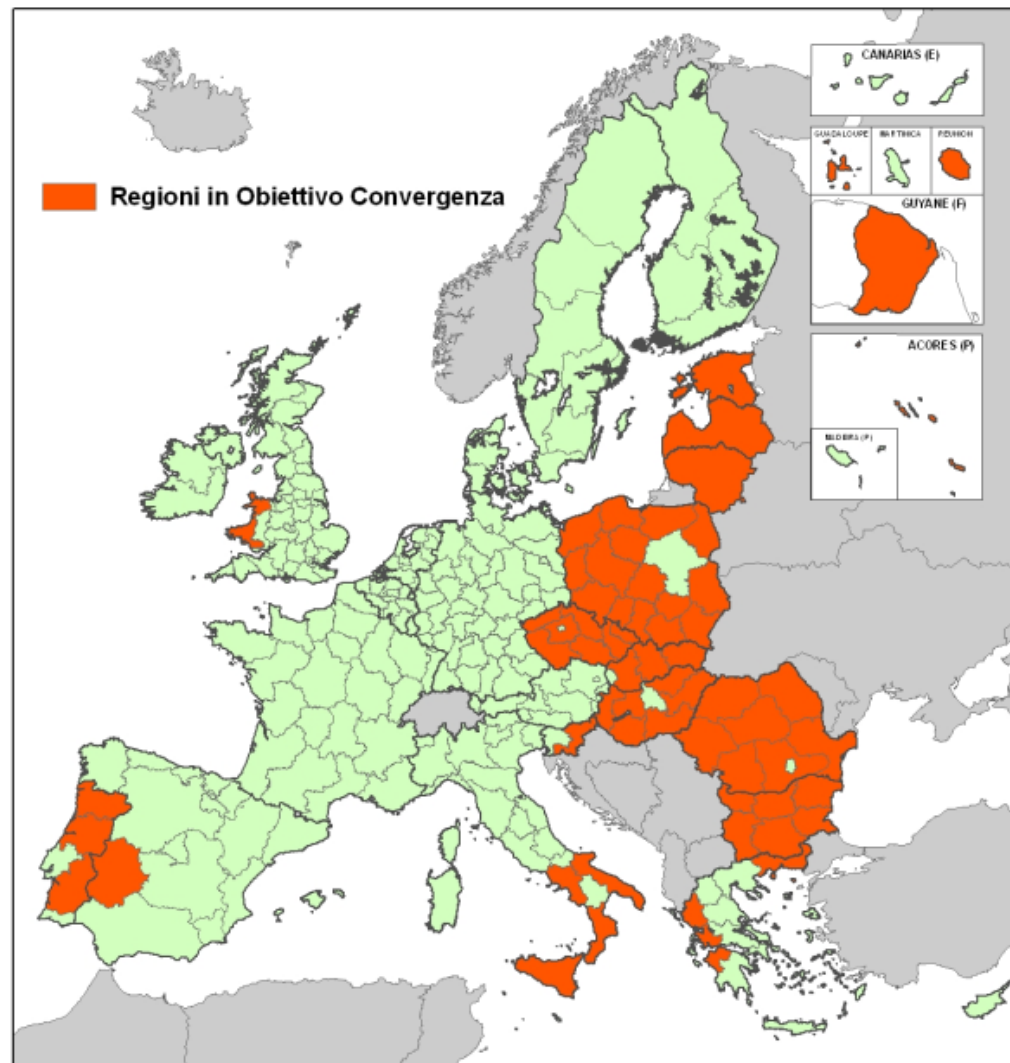 CANARIAS (E)
GUADALOUPE
MARTINICA
REUNION
Regioni in Obiettivo Convergenza
GUYANE (F)
ACORES (P)
MADEIRA (P)